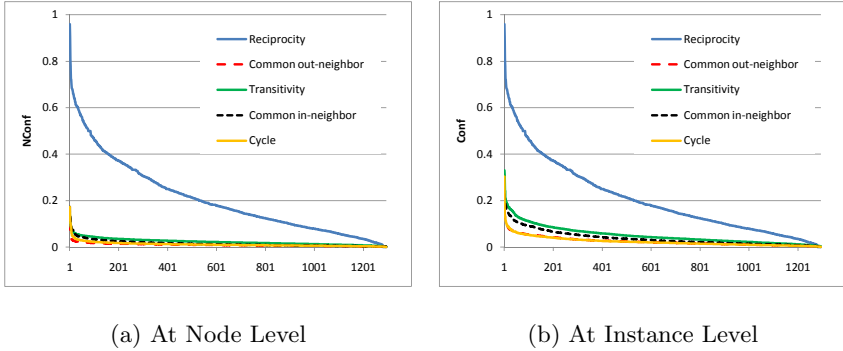 1
0.8
0.6
0.4
0.2
0
NConf
Reciprocity
Common out-neighbor
Transitivity
Common in-neighbor
Cycle
1 201 401 601 801 1001 1201
(a) At Node Level
1
0.8
0.6
0.4
0.2
0
Conf
Reciprocity
Common out-neighbor
Transitivity
Common in-neighbor
Cycle
1 201 401 601 801 1001 1201
(b) At Instance Level